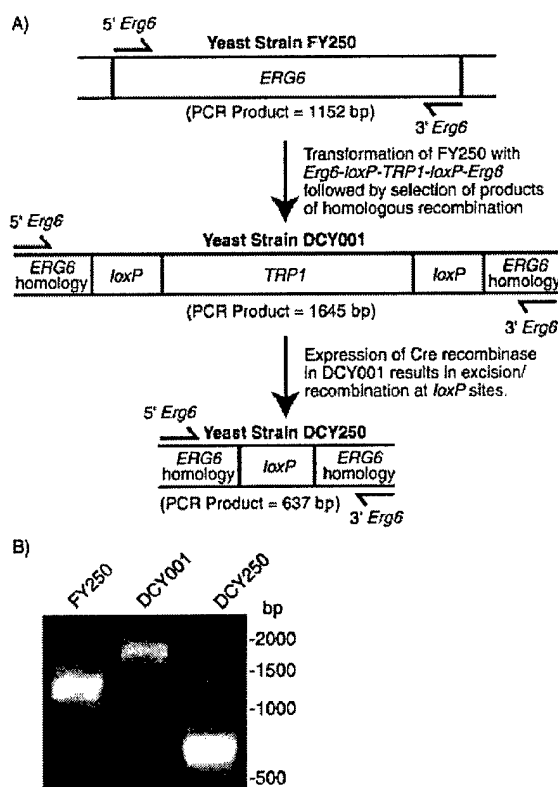 A)
5' Erg6
Yeast Strain FY250
ERG6
(PCR Product = 1152 bp)
3' Erg6
Transformation of FY250 with
Erg6-loxP-TRP1-loxP-Erg6
followed by selection of products
of homologous recombination
5' Erg6
Yeast Strain DCY001
ERG6
homology
loxP
TRP1
loxP
ERG6
homology
(PCR Product = 1645 bp)
3' Erg6
Expression of Cre recombinase
in DCY001 results in excision/
recombination at loxP sites.
5' Erg6
Yeast Strain DCY250
ERG6
homology
loxP
ERG6
homology
(PCR Product = 637 bp)
3' Erg6
B)
FY250
DCY001
DCY250
bp
-2000
-1500
-1000
-500